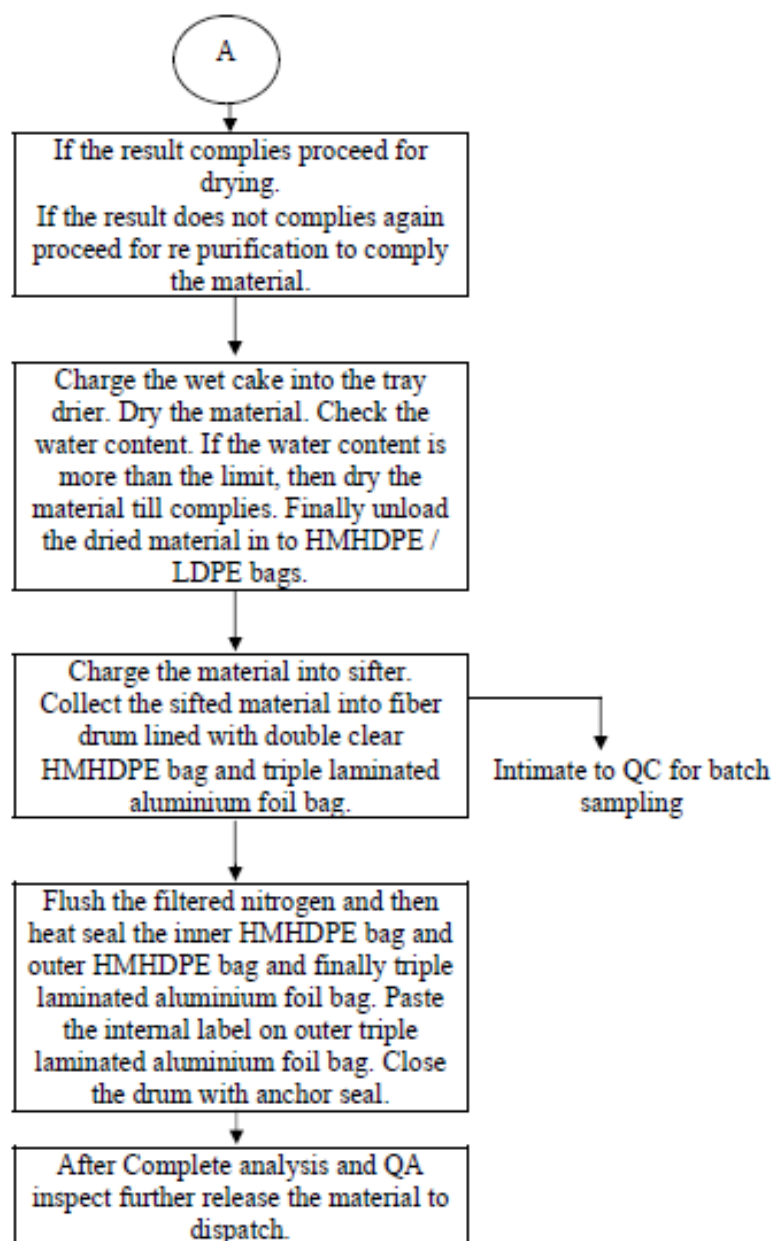 A
If the result complies proceed for
drying.
If the result does not complies again
proceed for re purification to comply
the material.
Charge the wet cake into the tray
drier. Dry the material. Check the
water content. If the water content is
more than the limit, then dry the
material till complies. Finally unload
the dried material in to HMHDPE /
LDPE bags.
Charge the material into sifter.
Collect the sifted material into fiber
drum lined with double clear
HMHDPE bag and triple laminated
aluminium foil bag.
Intimate to QC for batch
sampling
Flush the filtered nitrogen and then
heat seal the inner HMHDPE bag and
outer HMHDPE bag and finally triple
laminated aluminium foil bag. Paste
the internal label on outer triple
laminated aluminium foil bag. Close
the drum with anchor seal.
After Complete analysis and QA
inspect further release the material to
dispatch.